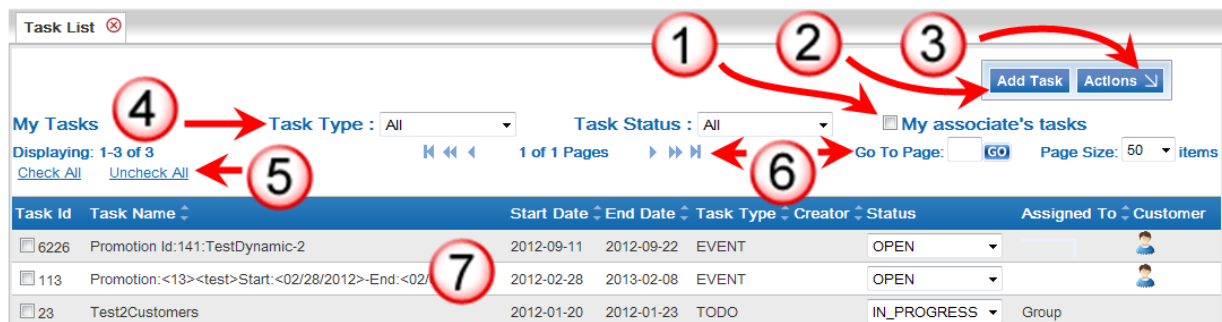 Task List
1 2 3
Add Task Actions
4
My Tasks Task Type : All Task Status : All My associate's tasks
Displaying: 1-3 of 3 1 of 1 Pages Go To Page: GO Page Size: 50 items
Check All Uncheck All 5 6
Task Id Task Name Start Date End Date Task Type Creator Status Assigned To Customer
6226 Promotion Id:141:TestDynamic-2 2012-09-11 2012-09-22 EVENT OPEN
7
113 Promotion:<13><test>Start:<02/28/2012>-End:<02/ 2012-02-28 2013-02-08 EVENT OPEN
23 Test2Customers 2012-01-20 2012-01-23 TODO IN_PROGRESS Group